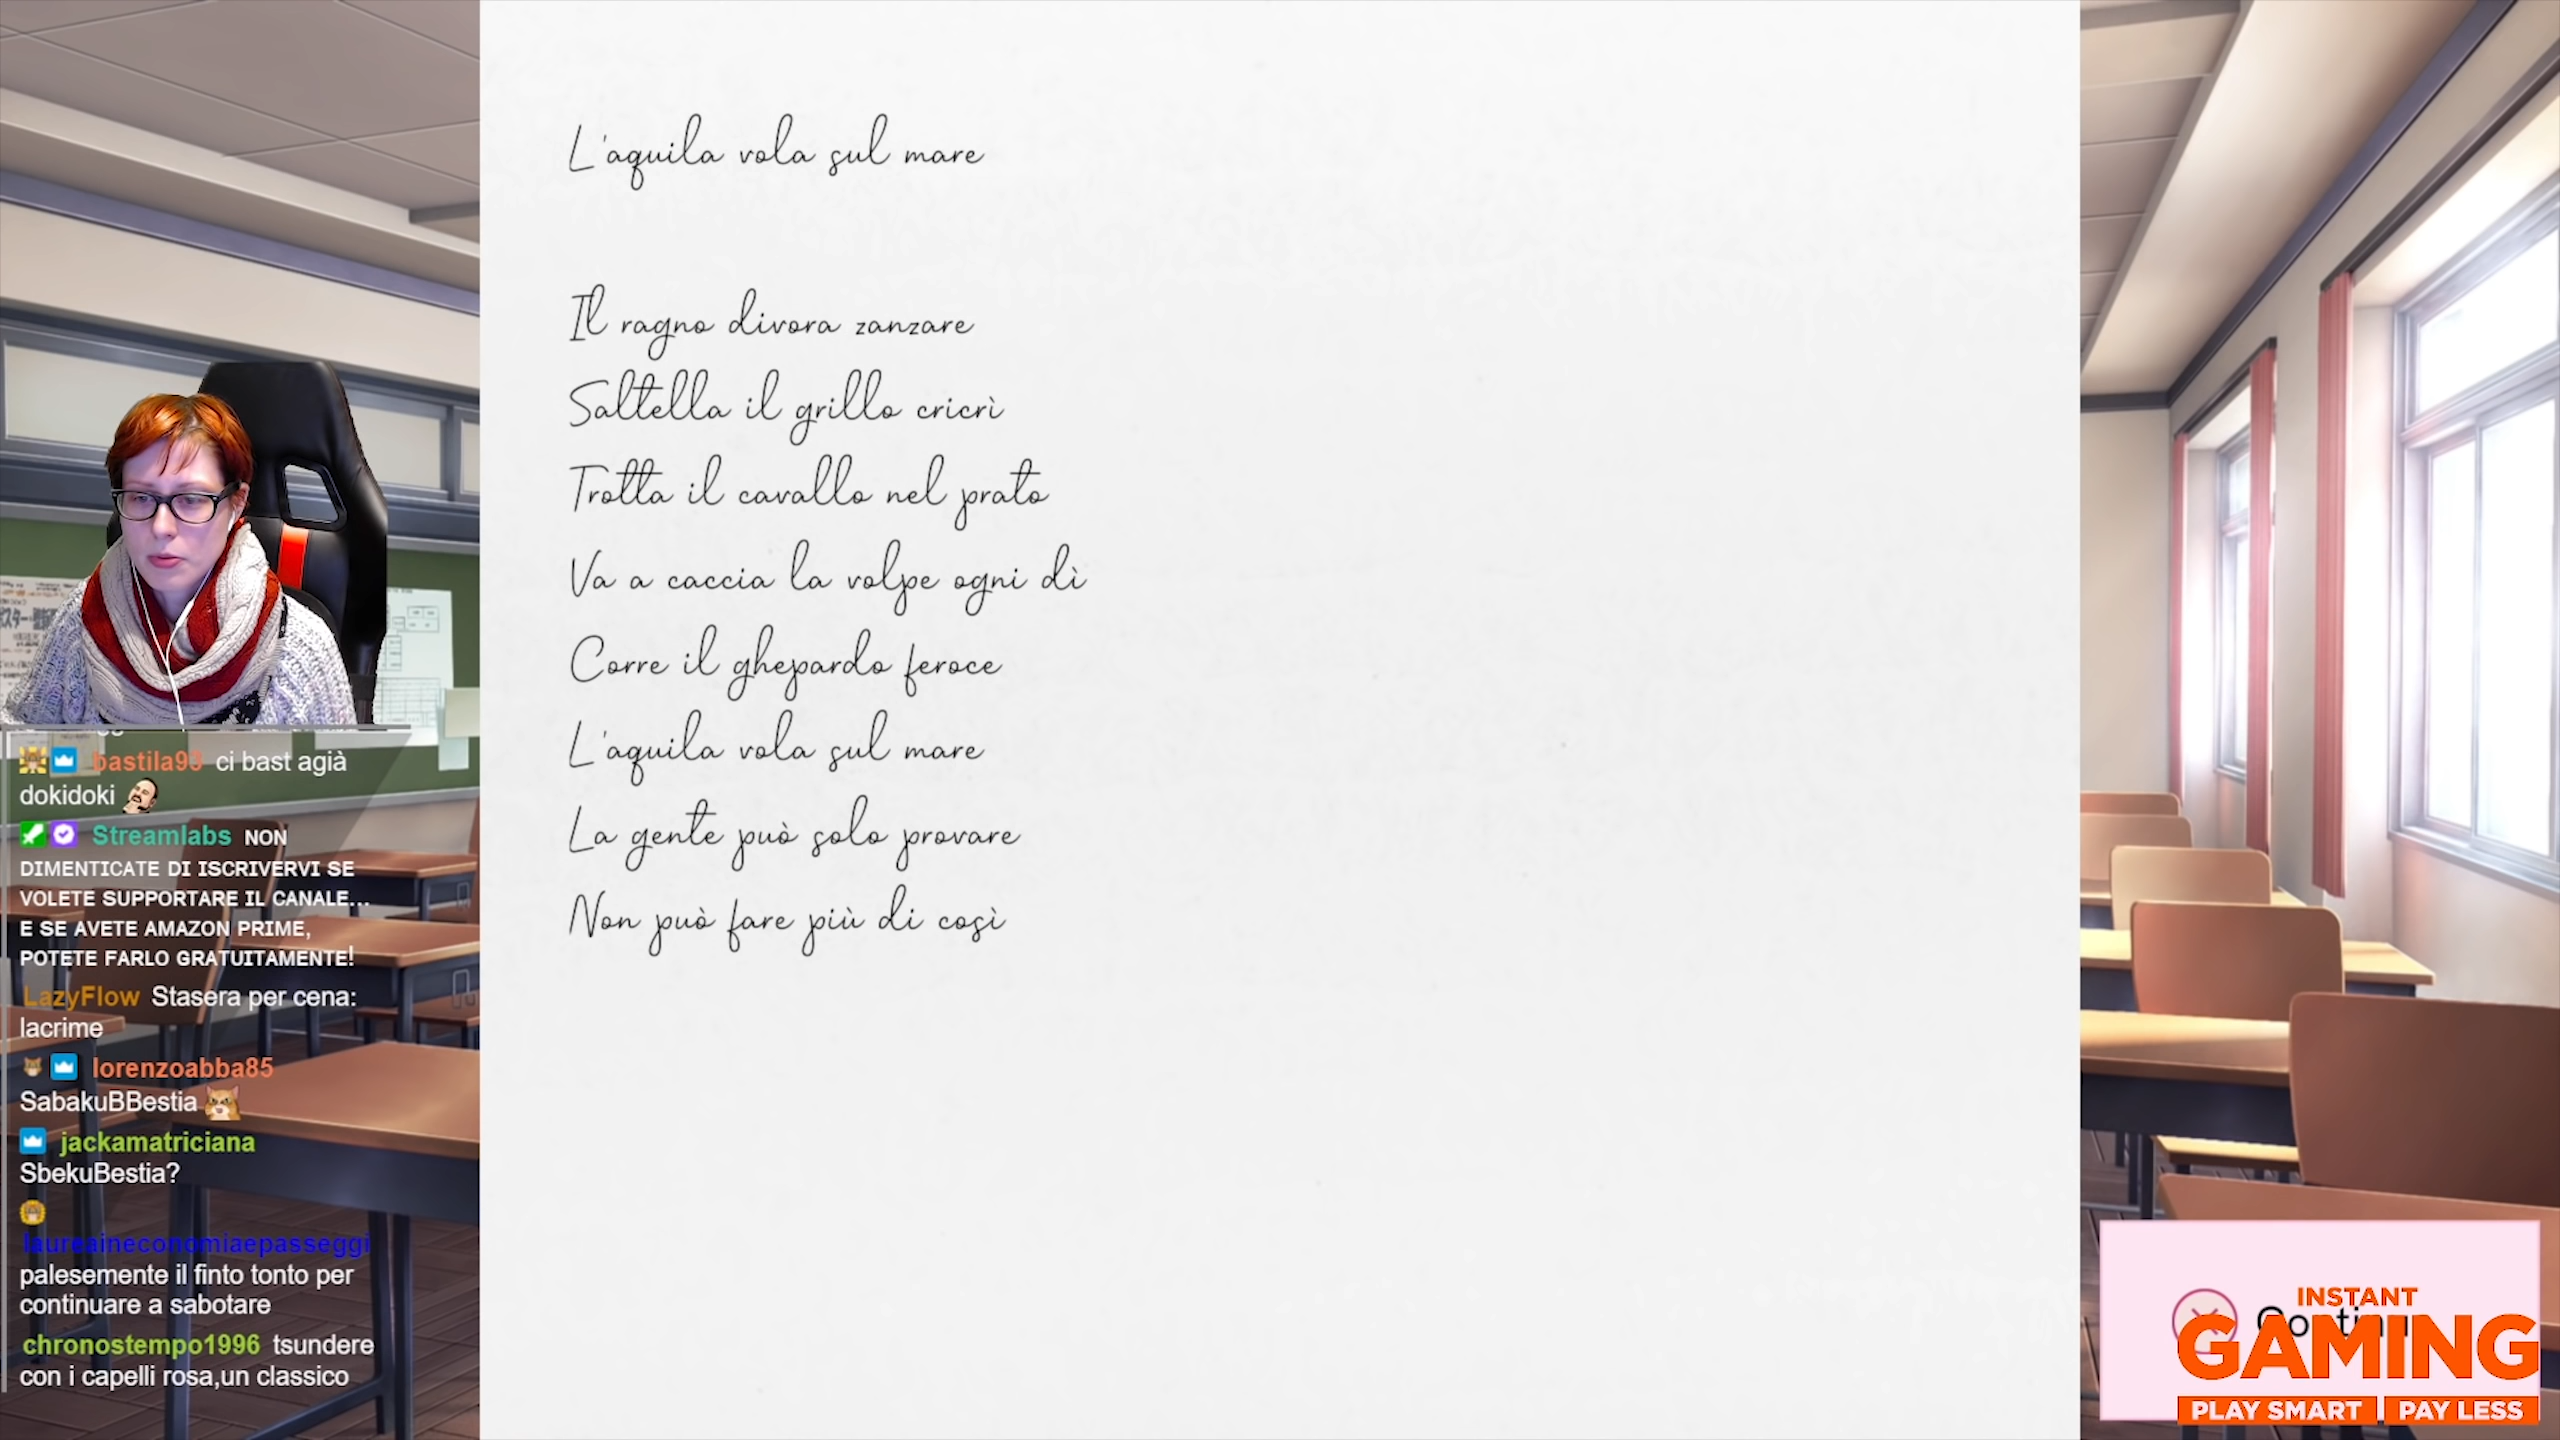 L'aquila vola sul mare
Il ragno divora zanzare
Saltella il grillo cricrì
Trotta il cavallo nel prato
Va a caccia la volpe ogni dì
Corre il ghepardo feroce
L'aquila vola sul mare
La gente può solo provare
Non può fare più di così
bastila93 ci bast agià
dokidoki
Streamlabs NON
DIMENTICATE DI ISCRIVERVI SE
VOLETE SUPPORTARE IL CANALE...
E SE AVETE AMAZON PRIME,
POTETE FARLO GRATUITAMENTE!
LazyFlow Stasera per cena:
lacrime
lorenzoabba85
SabakuBBestia
jackamatriciana
SbekuBestia?
laureaineconomiaepasseggi
palesemente il finto tonto per
continuare a sabotare
chronostempo1996 tsundere
con i capelli rosa,un classico
INSTANT
GAMING
PLAY SMART | PAY LESS